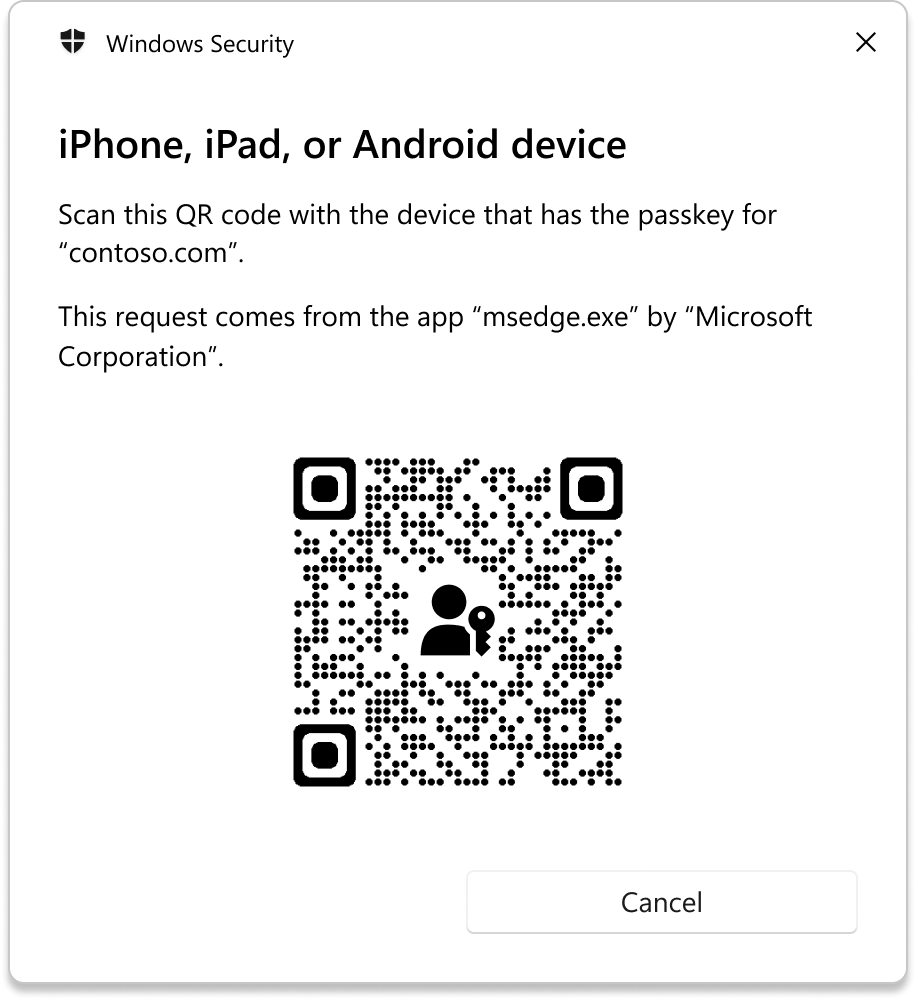 Windows Security
iPhone, iPad, or Android device
Scan this QR code with the device that has the passkey for
“contoso.com”.
This request comes from the app “msedge.exe” by “Microsoft
Corporation”.
Cancel